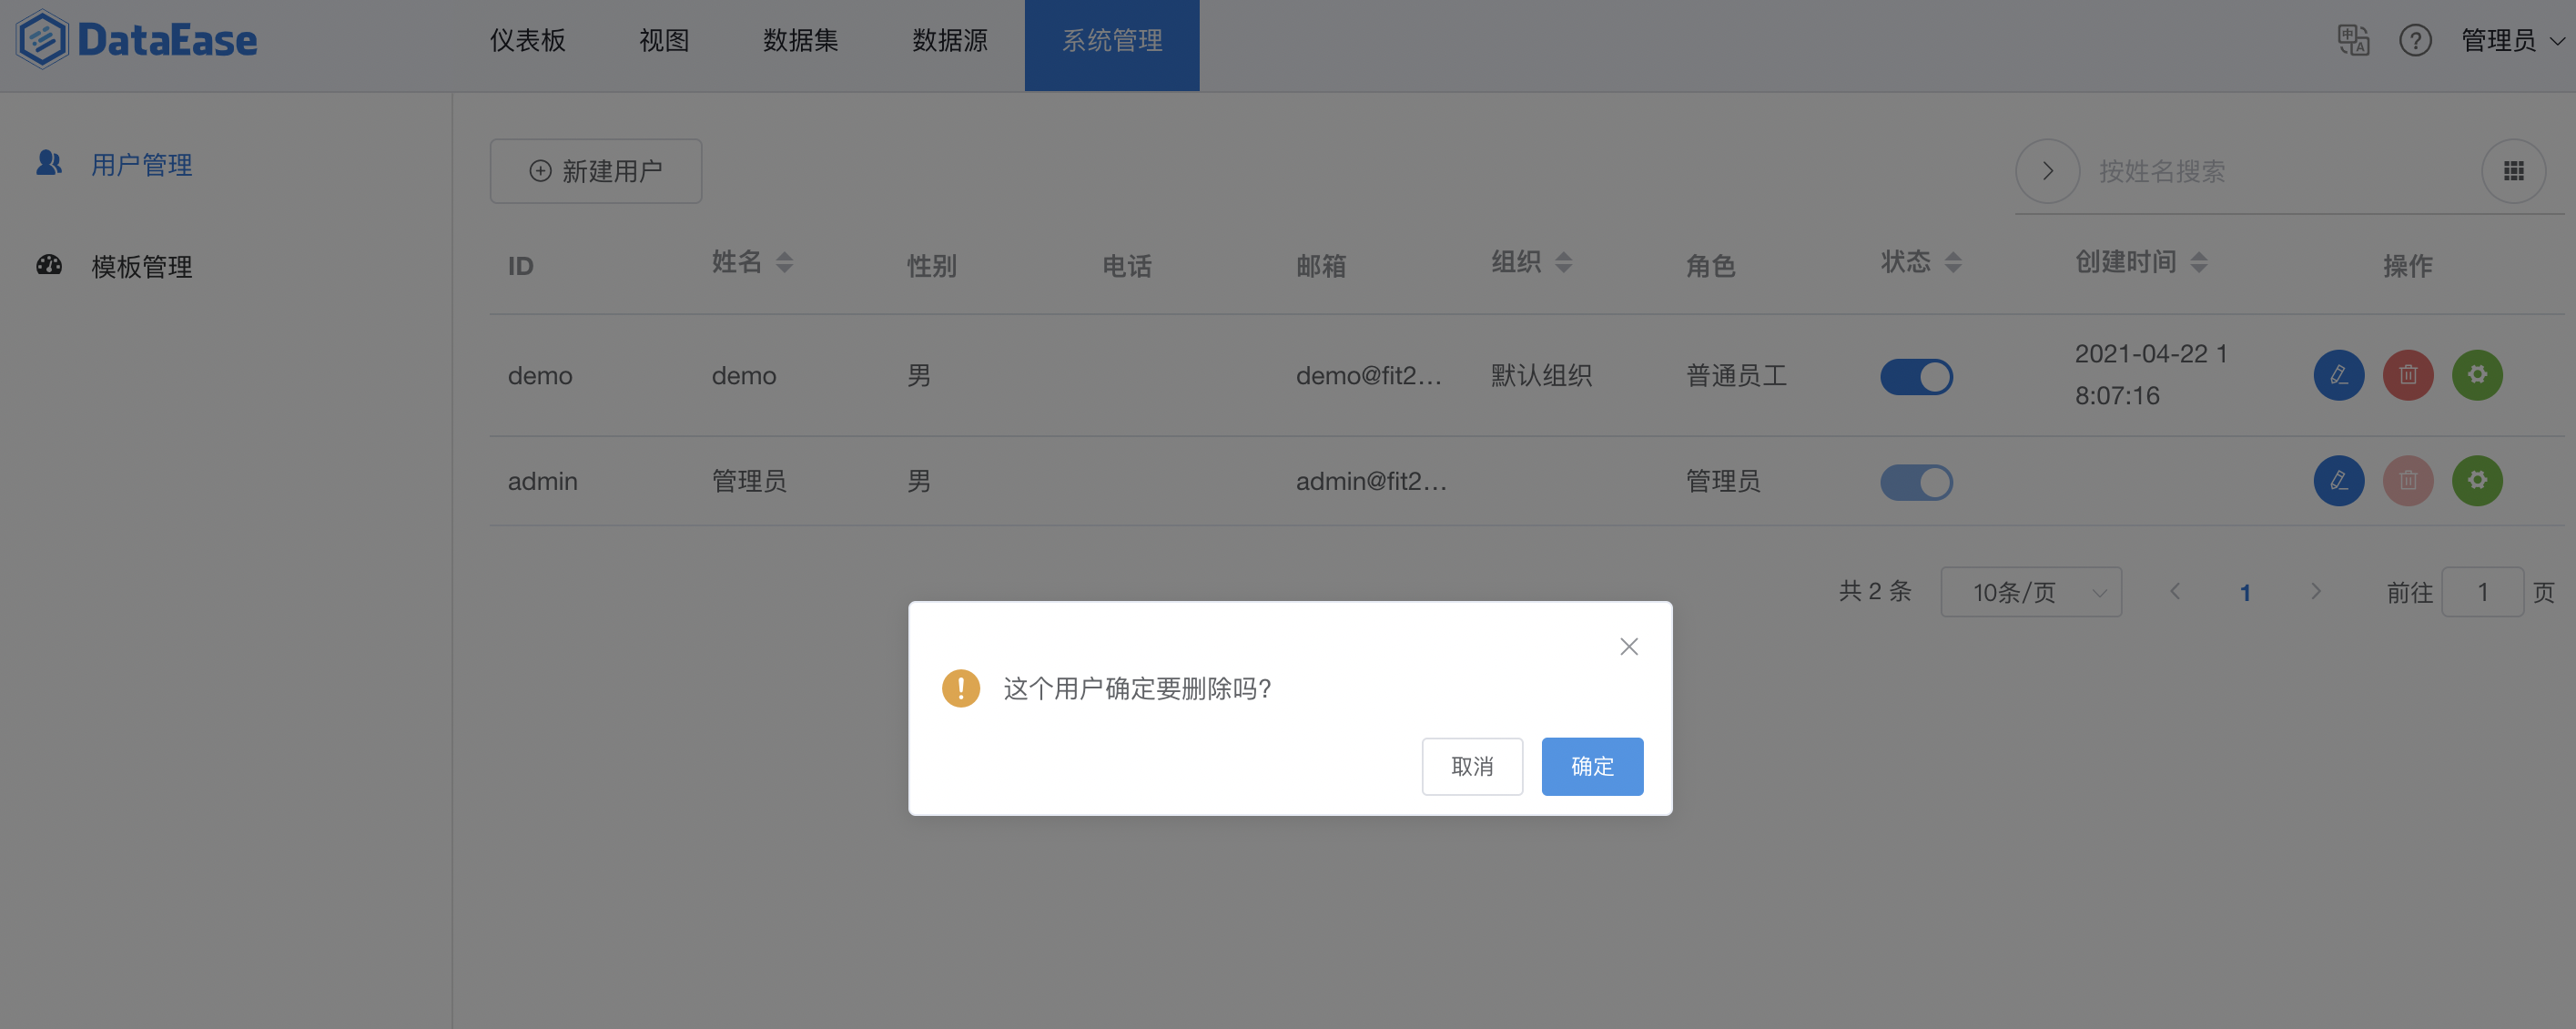 DataEase 仪表板 视图 数据集 数据源 系统管理 管理员
用户管理
模板管理
新建用户 按姓名搜索
ID 姓名 性别 电话 邮箱 组织 角色 状态 创建时间 操作
demo demo 男 demo@fit2... 默认组织 普通员工 2021-04-22 1
8:07:16
admin 管理员 男 admin@fit2... 管理员
共 2 条 10条/页 1 前往 1 页
这个用户确定要删除吗?
取消 确定